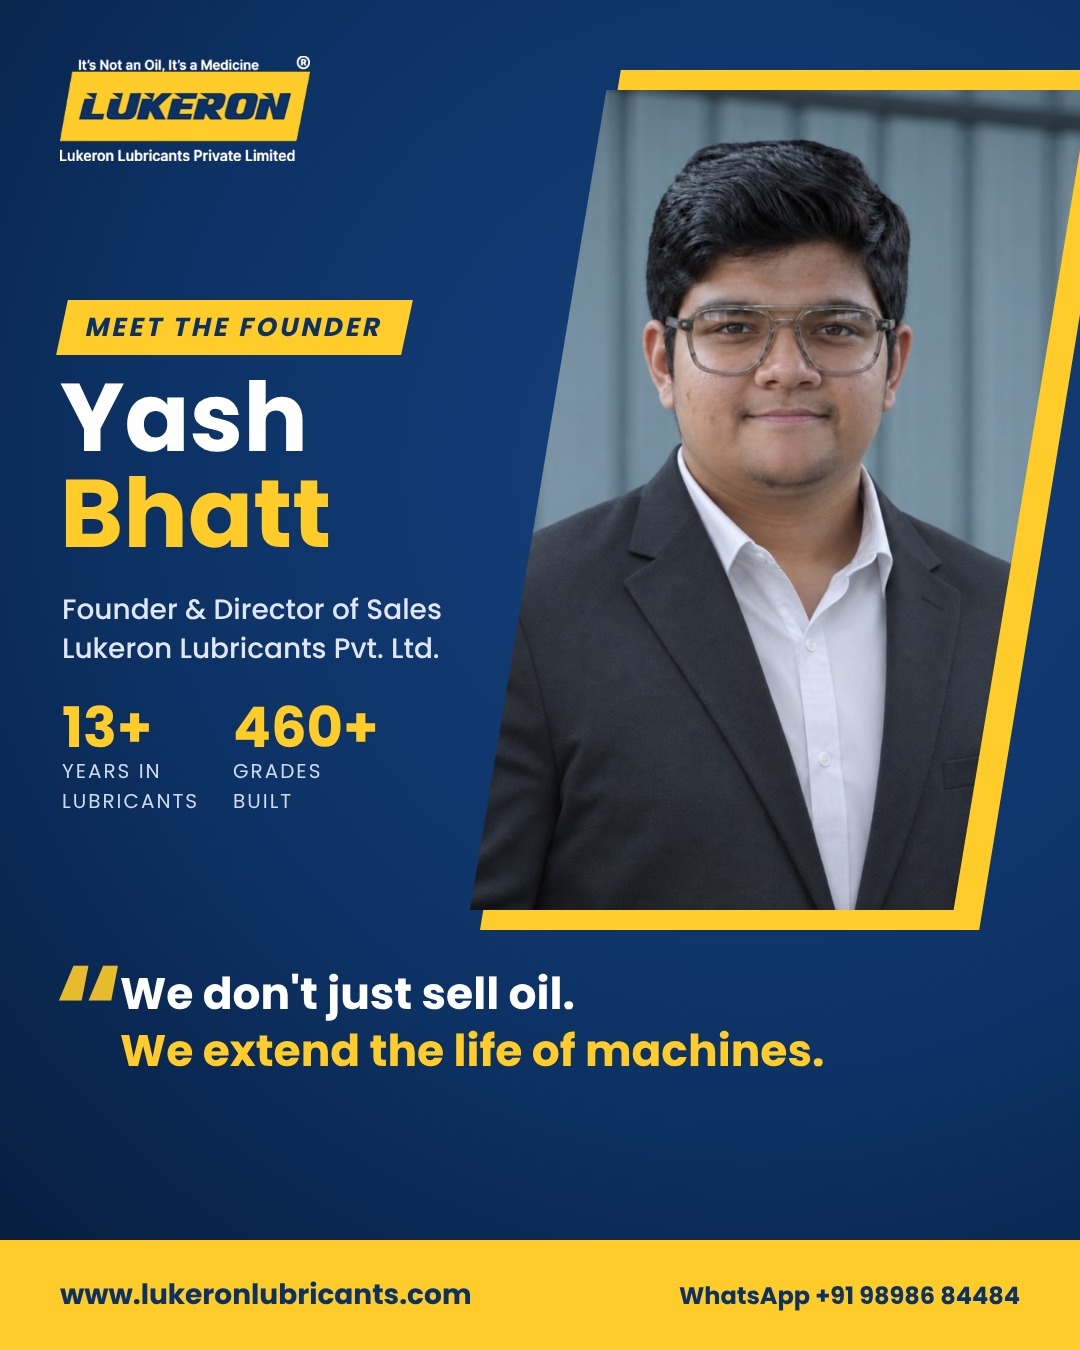 It's Not an Oil, It's a Medicine ®
LUKERON
Lukeron Lubricants Private Limited
MEET THE FOUNDER
Yash
Bhatt
Founder & Director of Sales
Lukeron Lubricants Pvt. Ltd.
13+ 460+
YEARS IN GRADES
LUBRICANTS BUILT
“We don't just sell oil.
We extend the life of machines.
www.lukeronlubricants.com WhatsApp +91 98986 84484